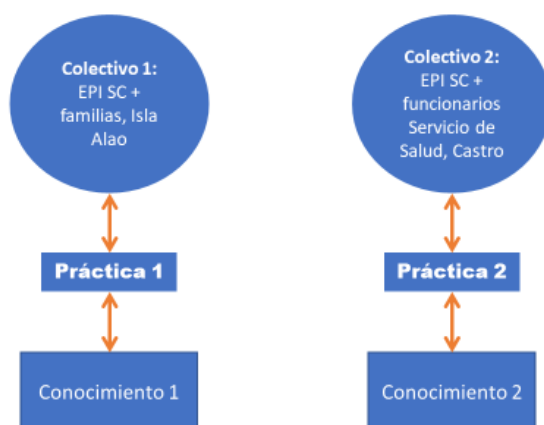 Colectivo 1:
EPI SC +
familias, Isla
Alao
Práctica 1
Conocimiento 1
Colectivo 2:
EPI SC +
funcionarios
Servicio de
Salud, Castro
Práctica 2
Conocimiento 2